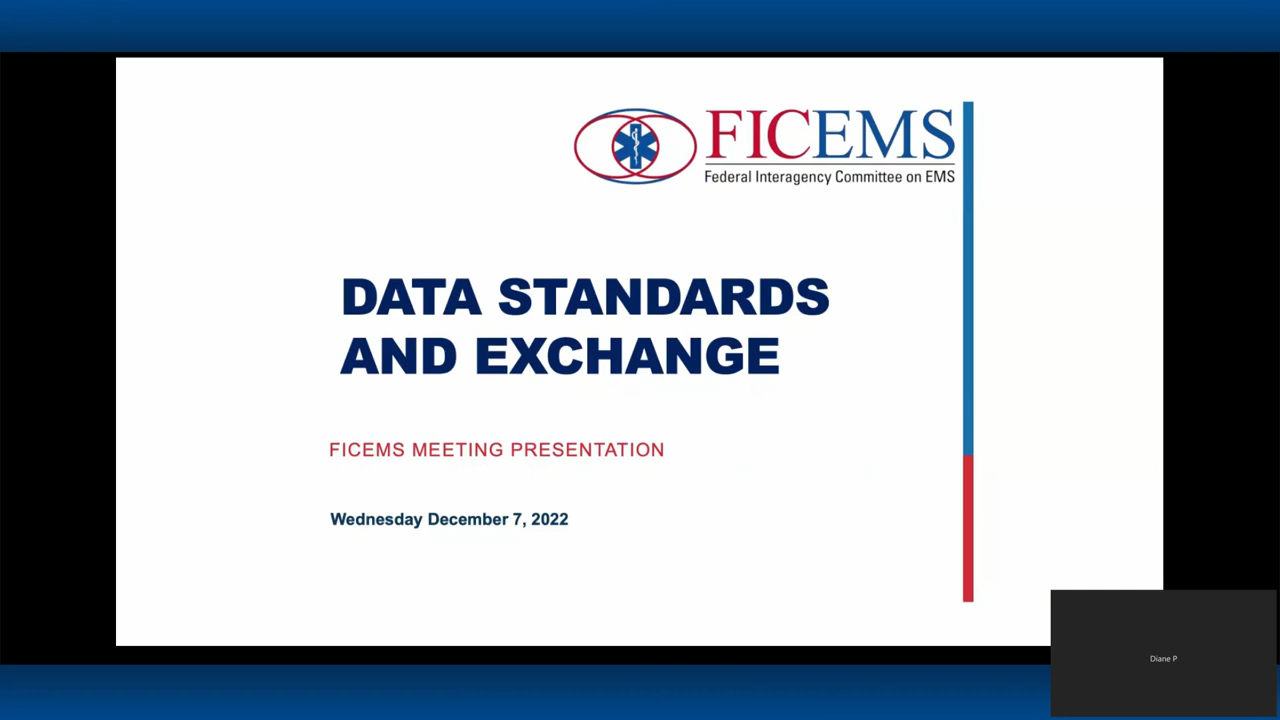 FICEMS
Federal Interagency Committee on EMS
DATA STANDARDS
AND EXCHANGE
FICEMS MEETING PRESENTATION
Wednesday December 7, 2022
Diane P